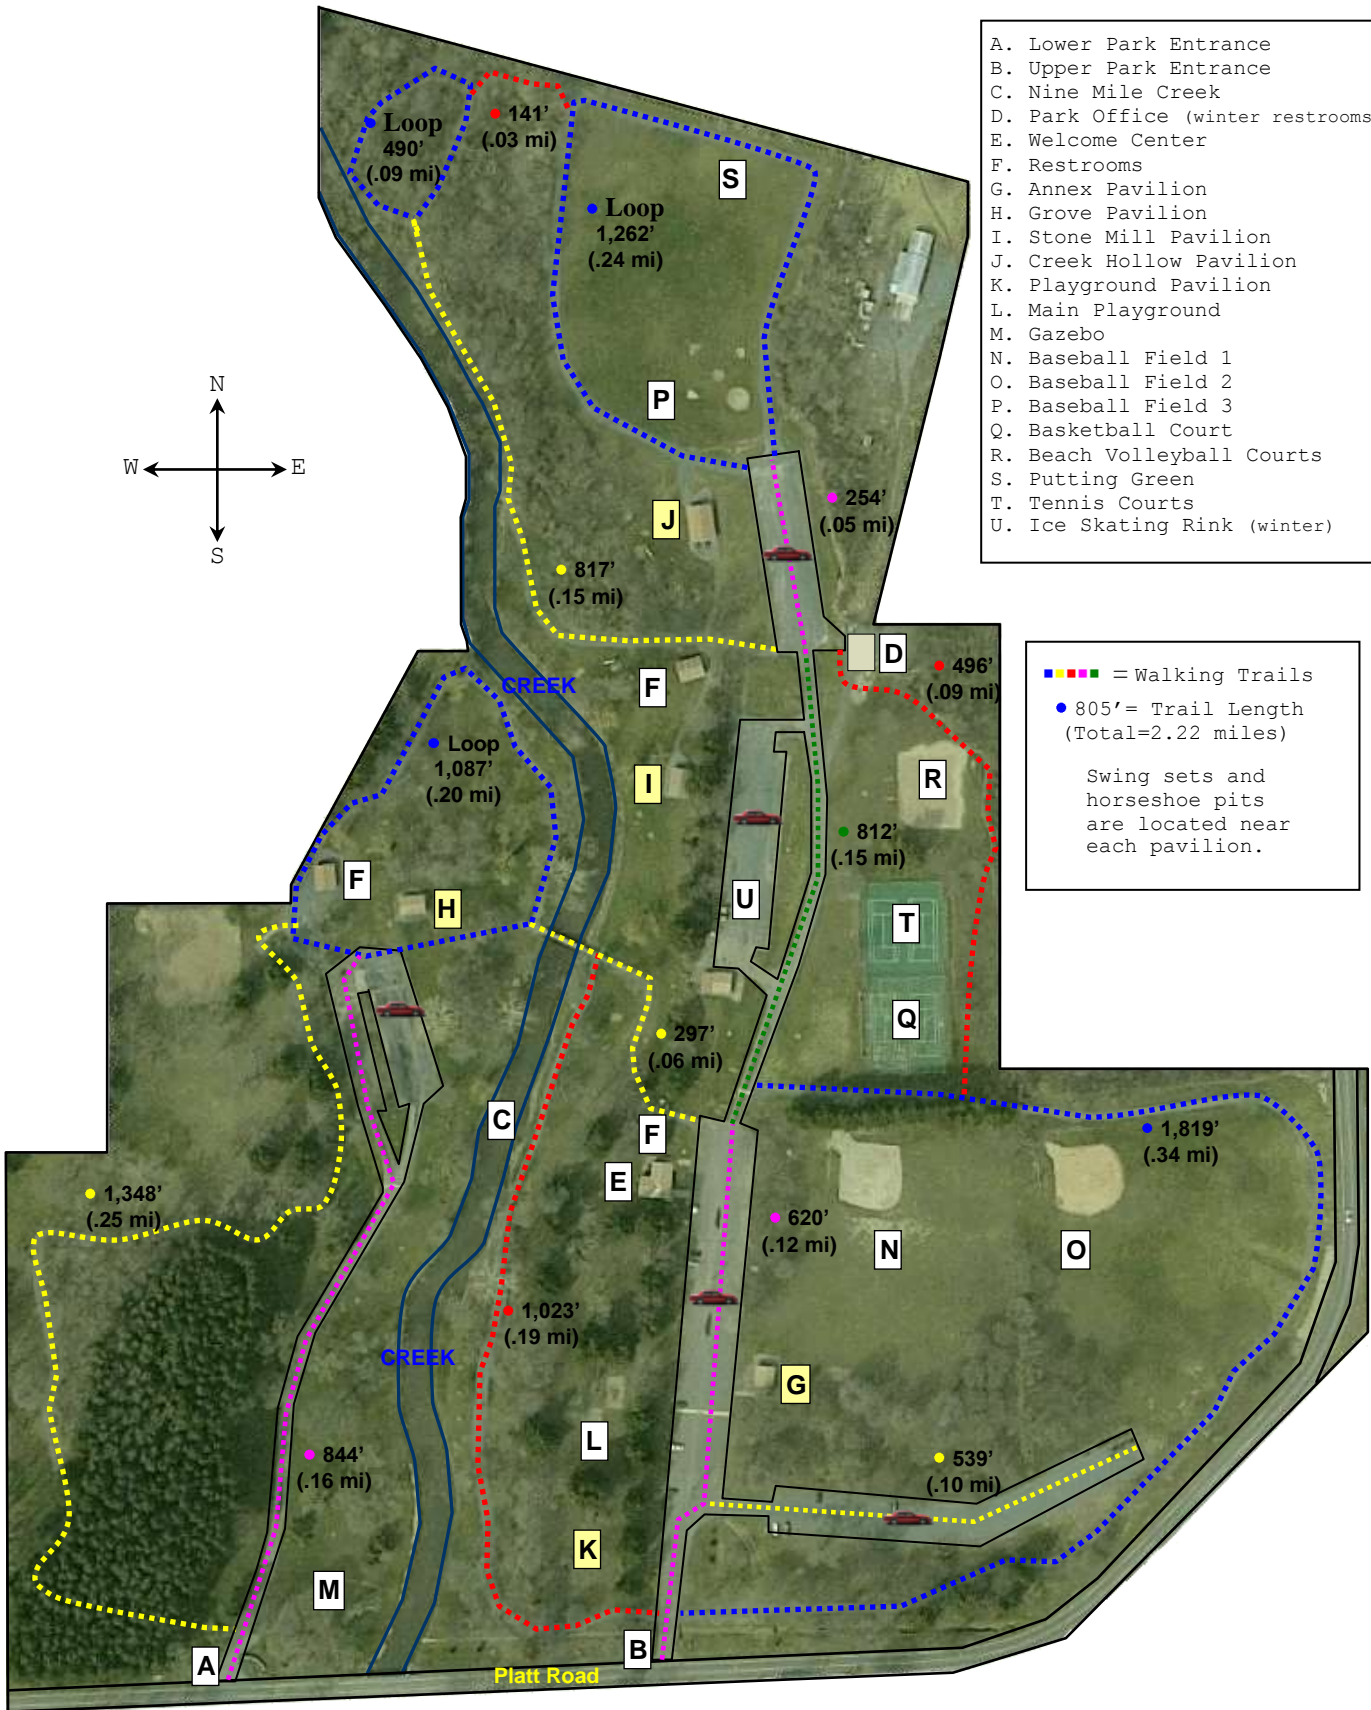 A. Lower Park Entrance
B. Upper Park Entrance
C. Nine Mile Creek
D. Park Office (winter restrooms
E. Welcome Center
F. Restrooms
G. Annex Pavilion
H. Grove Pavilion
I. Stone Mill Pavilion
J. Creek Hollow Pavilion
K. Playground Pavilion
L. Main Playground
M. Gazebo
N. Baseball Field 1
O. Baseball Field 2
P. Baseball Field 3
Q. Basketball Court
R. Beach Volleyball Courts
S. Putting Green
T. Tennis Courts
U. Ice Skating Rink (winter)
= Walking Trails
805’= Trail Length
(Total=2.22 miles)
Swing sets and
horseshoe pits
are located near
each pavilion.
N
W
E
S
Loop
490’
(.09 mi)
141’
(.03 mi)
S
Loop
1,262’
(.24 mi)
P
254’
(.05 mi)
J
817’
(.15 mi)
D
496’
(.09 mi)
F
CREEK
Loop
1,087’
(.20 mi)
I
R
812’
(.15 mi)
F
H
U
T
Q
297’
(.06 mi)
C
F
E
1,819’
(.34 mi)
1,348’
(.25 mi)
620’
(.12 mi)
N
O
1,023’
(.19 mi)
CREEK
G
L
844’
(.16 mi)
539’
(.10 mi)
K
M
A
B
Platt Road